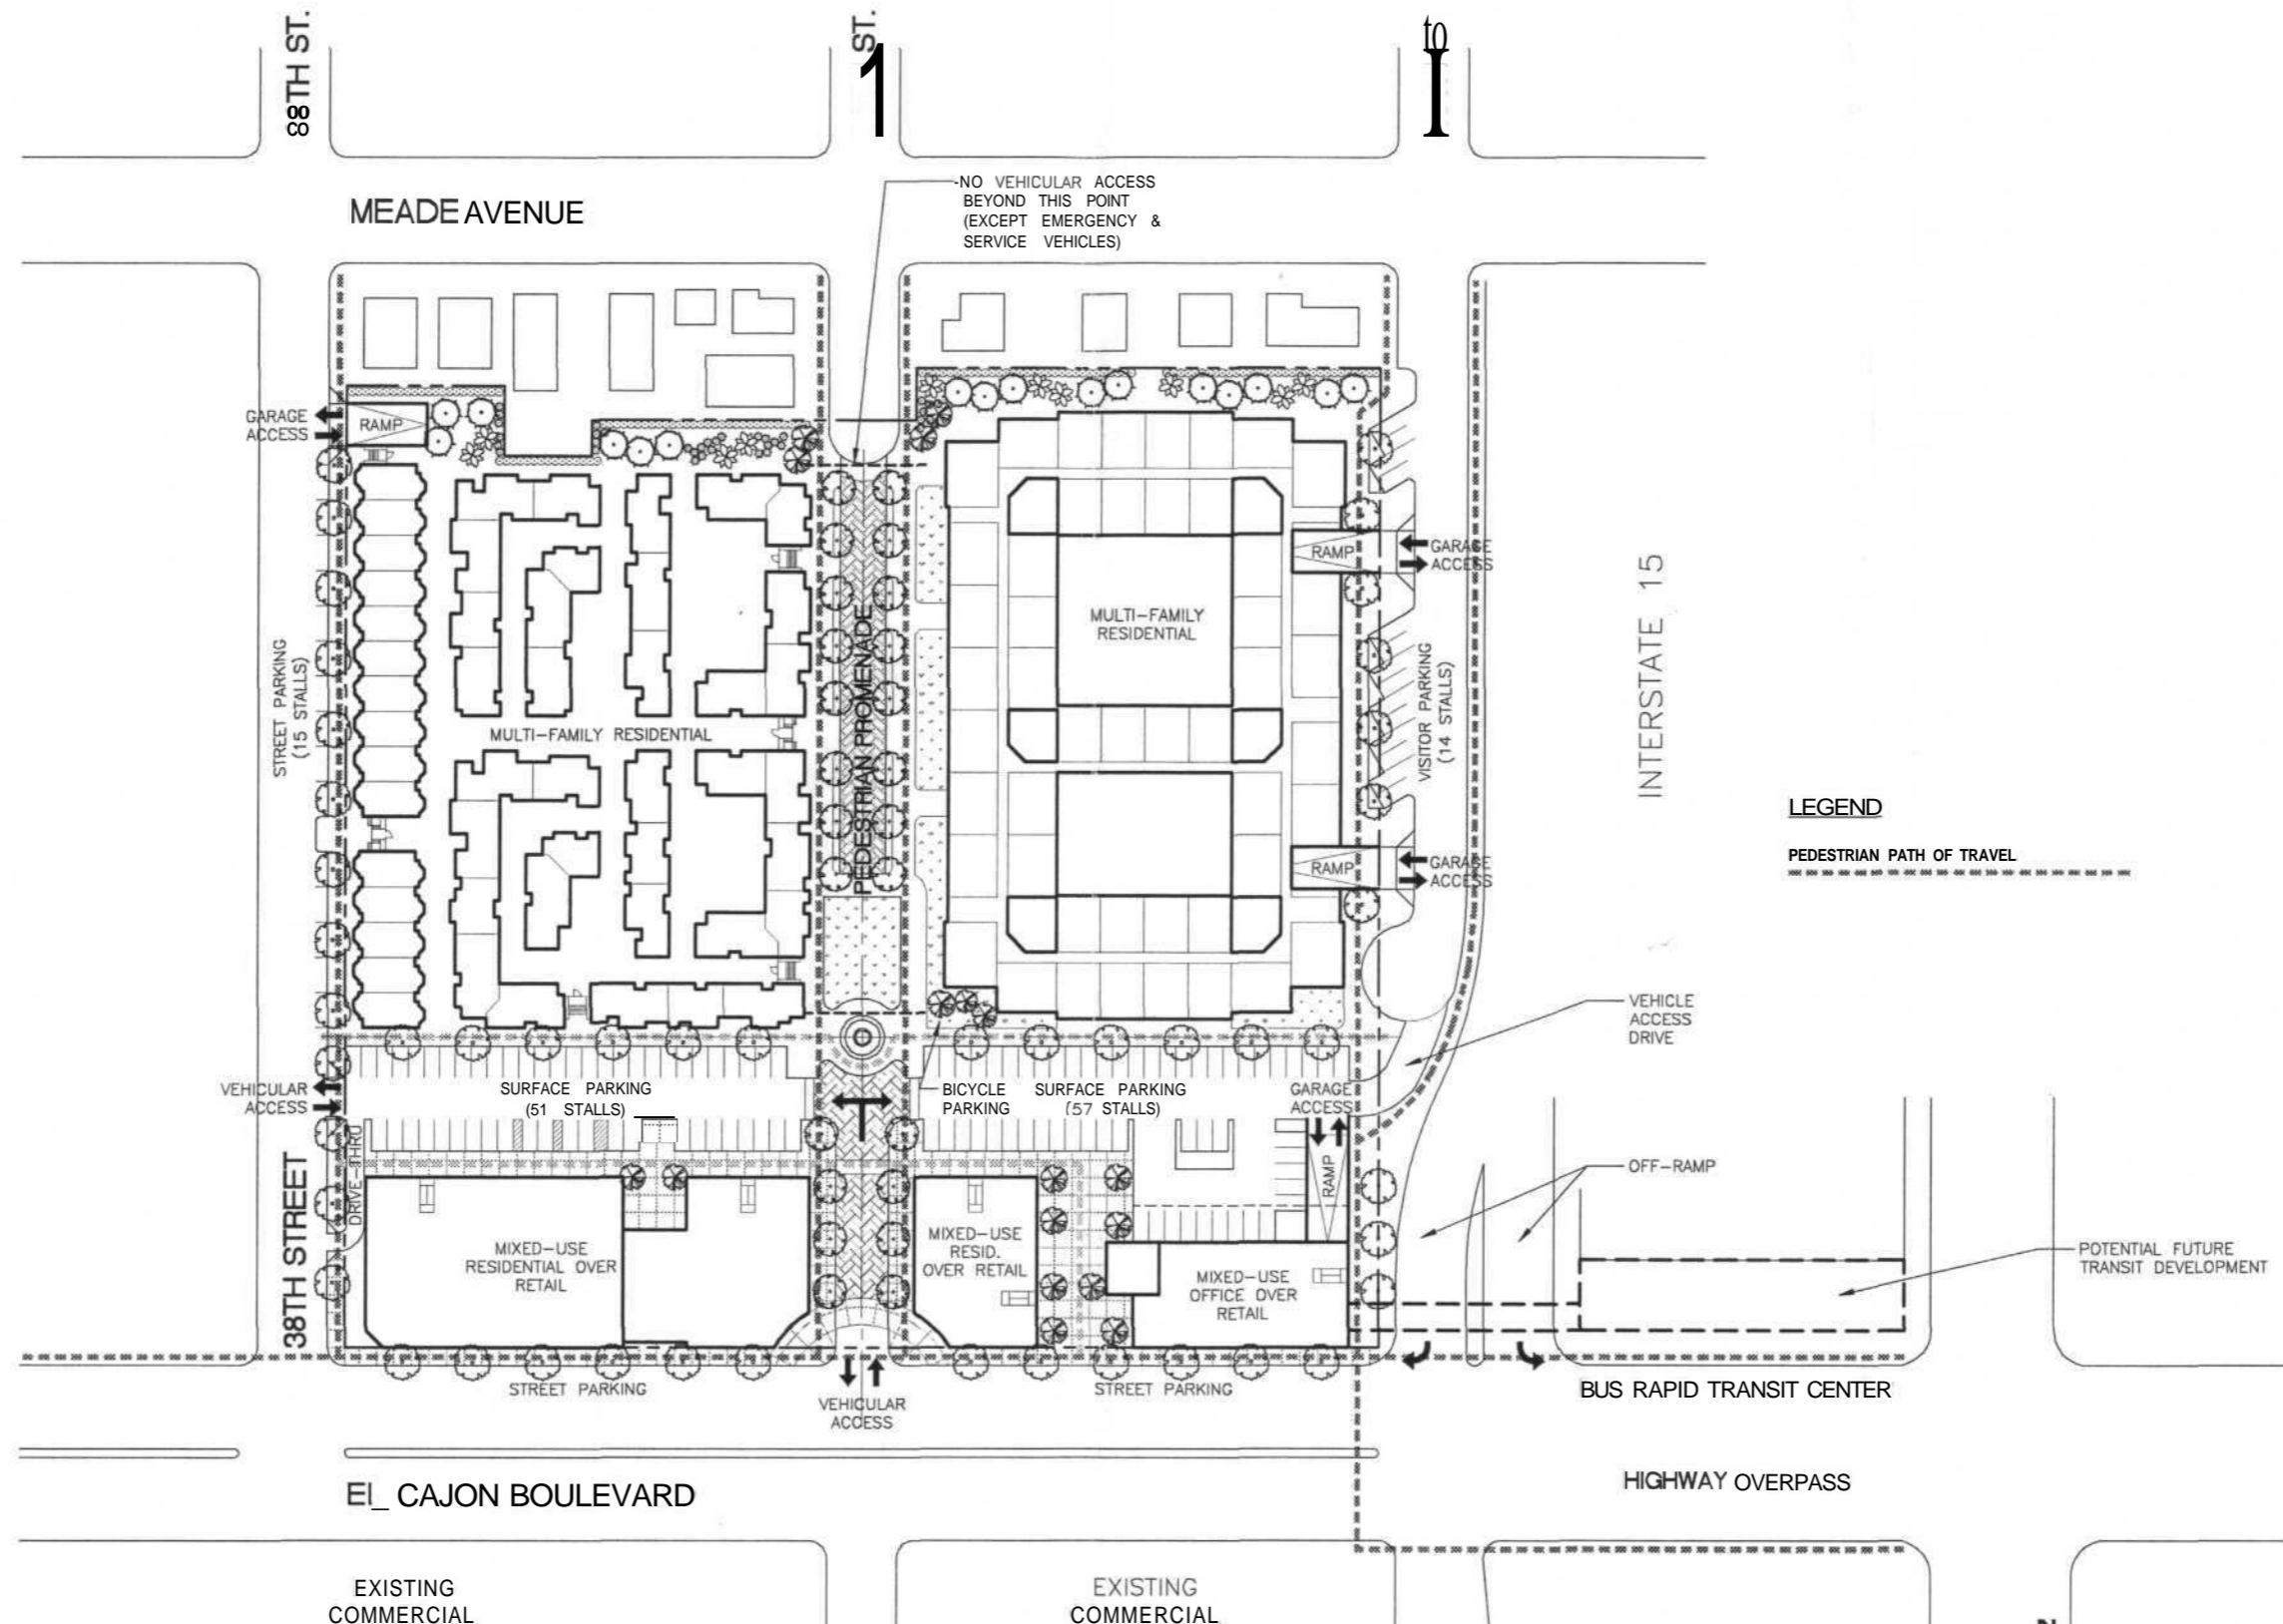 88TH ST.
ST.
1
to
I
MEADE AVENUE
-NO VEHICULAR ACCESS
BEYOND THIS POINT
(EXCEPT EMERGENCY &
SERVICE VEHICLES)
GARAGE
ACCESS
RAMP
STREET PARKING
(15 STALLS)
MULTI-FAMILY RESIDENTIAL
PEDESTRIAN PROMENADE
MULTI-FAMILY
RESIDENTIAL
RAMP
GARAGE
ACCESS
VISITOR PARKING
(14 STALLS)
INTERSTATE 15
RAMP
GARAGE
ACCESS
LEGEND
PEDESTRIAN PATH OF TRAVEL
VEHICLE
ACCESS
DRIVE
VEHICULAR
ACCESS
SURFACE PARKING
(51 STALLS)
BICYCLE
PARKING
SURFACE PARKING
(57 STALLS)
GARAGE
ACCESS
RAMP
38TH STREET
DRIVE-THRU
OFF-RAMP
MIXED-USE
RESIDENTIAL OVER
RETAIL
MIXED-USE
RESID.
OVER RETAIL
MIXED-USE
OFFICE OVER
RETAIL
POTENTIAL FUTURE
TRANSIT DEVELOPMENT
STREET PARKING
VEHICULAR
ACCESS
STREET PARKING
BUS RAPID TRANSIT CENTER
EI_ CAJON BOULEVARD
HIGHWAY OVERPASS
EXISTING
COMMERCIAL
EXISTING
COMMERCIAL